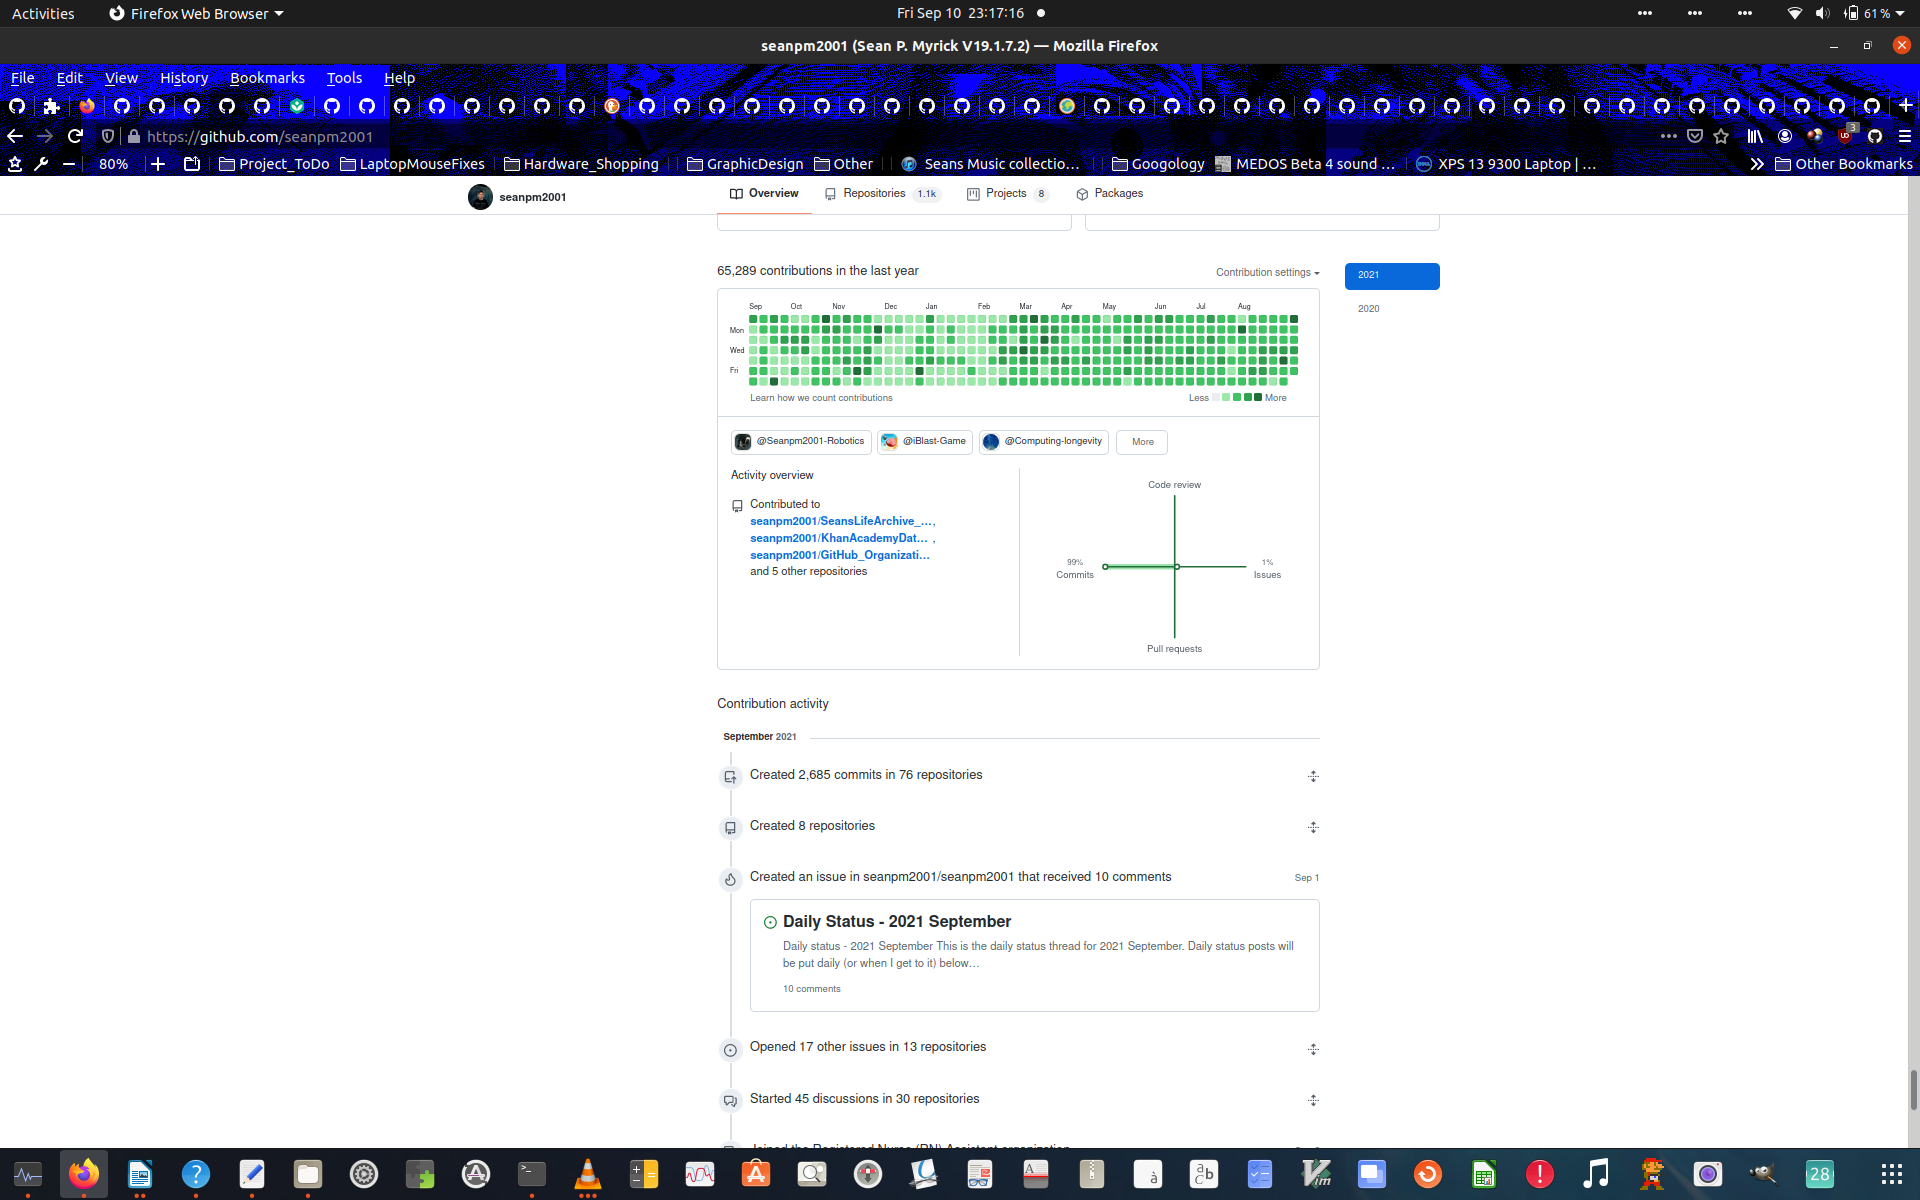 Activities
Firefox Web Browser
Fri Sep 10 23:17:16
61 %
seanpm2001 (Sean P. Myrick V19.1.7.2) — Mozilla Firefox
File Edit View History Bookmarks Tools Help
https://github.com/seanpm2001
3
80%
Project_ToDo
LaptopMouseFixes
Hardware_Shopping
GraphicDesign
Other
Seans Music collectio…
Googology
MEDOS Beta 4 sound …
XPS 13 9300 Laptop | …
Other Bookmarks
seanpm2001
Overview
Repositories 1.1k
Projects 8
Packages
65,289 contributions in the last year
Contribution settings
2021
2020
Sep Oct Nov Dec Jan Feb Mar Apr May Jun Jul Aug
Mon
Wed
Fri
Learn how we count contributions
Less More
@Seanpm2001-Robotics
@iBlast-Game
@Computing-longevity
More
Activity overview
Contributed to
seanpm2001/SeansLifeArchive_…,
seanpm2001/KhanAcademyDat… ,
seanpm2001/GitHub_Organizati…
and 5 other repositories
Code review
99%
Commits
1%
Issues
Pull requests
Contribution activity
September 2021
Created 2,685 commits in 76 repositories
Created 8 repositories
Created an issue in seanpm2001/seanpm2001 that received 10 comments
Sep 1
Daily Status - 2021 September
Daily status - 2021 September This is the daily status thread for 2021 September. Daily status posts will
be put daily (or when I get to it) below…
10 comments
Opened 17 other issues in 13 repositories
Started 45 discussions in 30 repositories
Joined the Registered Nurse (RN) Assistant organization
28